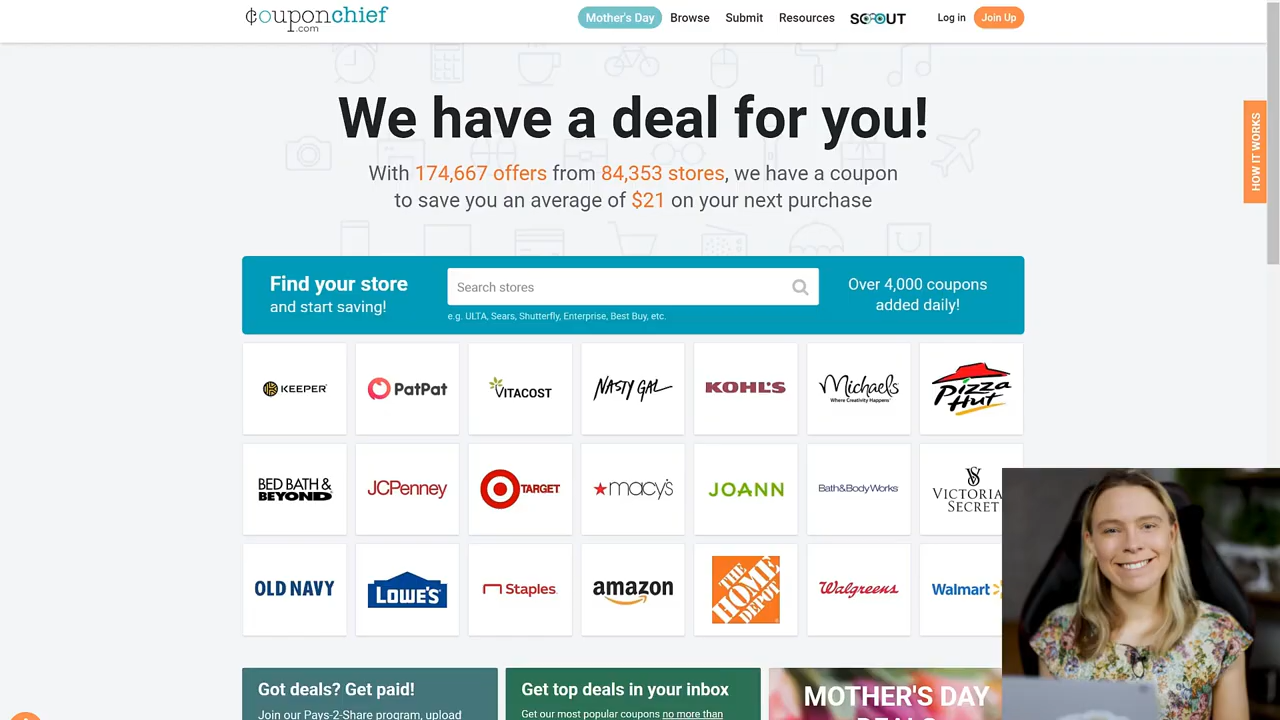 couponchief
.com
Mother's Day Browse Submit Resources SCOUT Log in Join Up
HOW IT WORKS
We have a deal for you!
With 174,667 offers from 84,353 stores, we have a coupon
to save you an average of $21 on your next purchase
Find your store
and start saving!
Search stores
e.g. ULTA, Sears, Shutterfly, Enterprise, Best Buy, etc.
Over 4,000 coupons
added daily!
KEEPER
PatPat
VITACOST
NASTY GAL
KOHL'S
Michaels
Where Creativity Happens
Pizza
Hut
BED BATH &
BEYOND
JCPenney
TARGET
macy's
JOANN
Bath&BodyWorks
VS
VICTORIA
SECRET
OLD NAVY
LOWE'S
Staples
amazon
THE
HOME
DEPOT
Walgreens
Walmart
Got deals? Get paid!
Join our Pays-2-Share program, upload
Get top deals in your inbox
Get our most popular coupons no more than
MOTHER'S DAY
DEALS